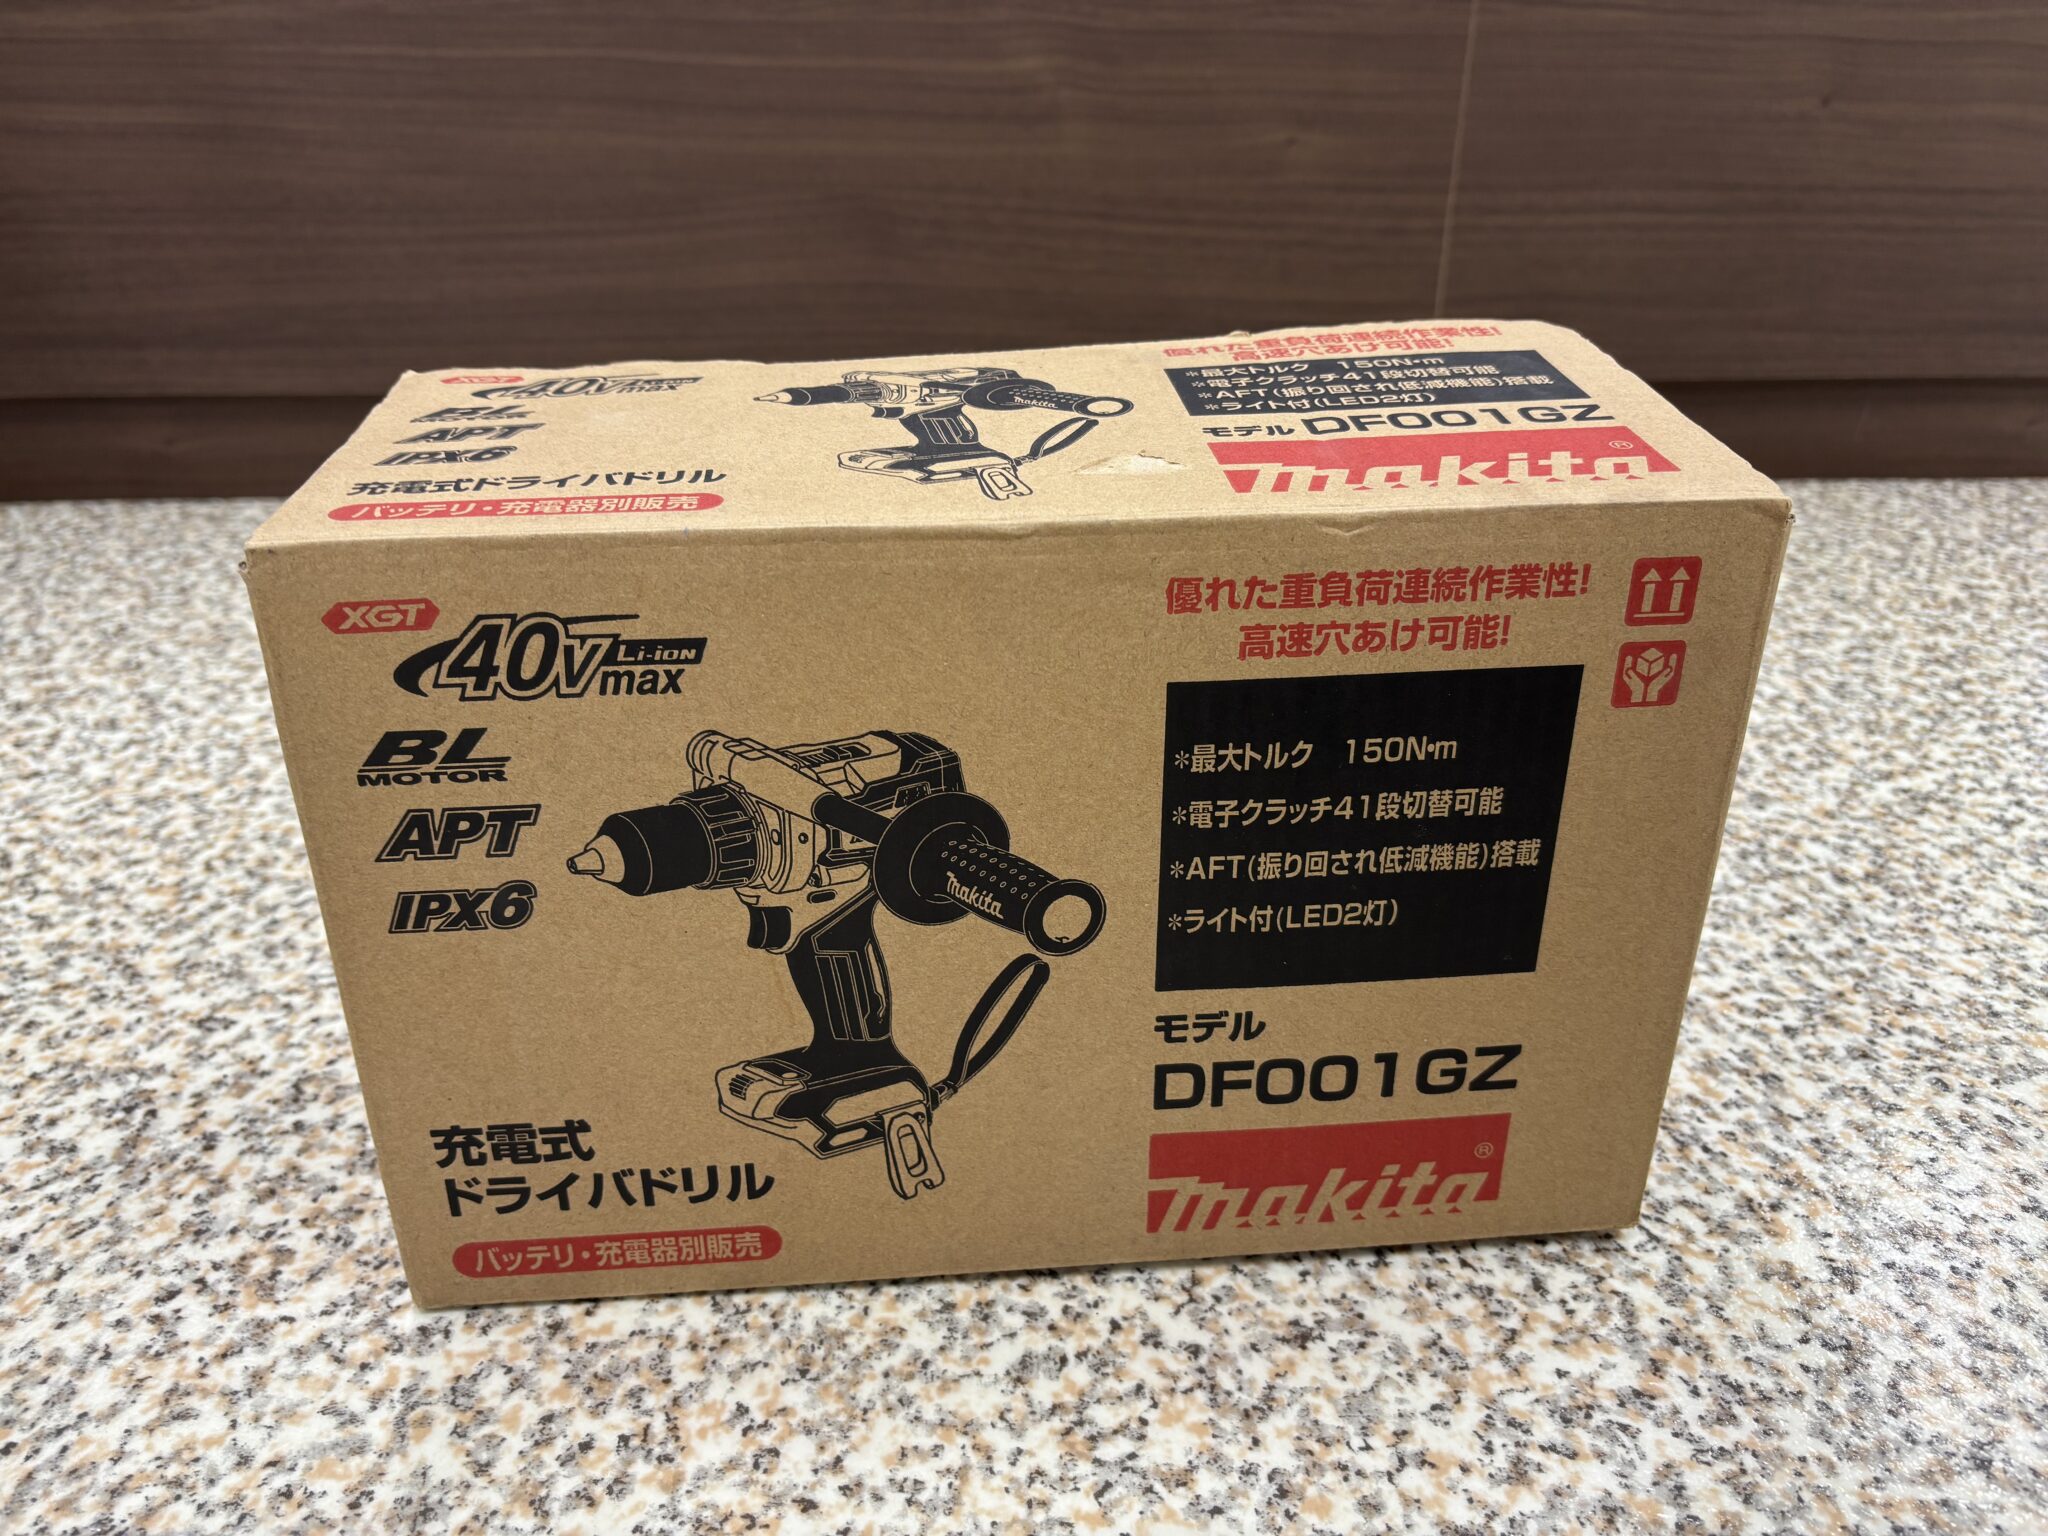 XGT
40Vmax Li-ion
BL MOTOR
APT
IPX6
充電式ドライバドリル
バッテリ・充電器別販売
makita
優れた重負荷連続作業性!
高速穴あけ可能!
*最大トルク 150N・m
*電子クラッチ41段切替可能
*AFT(振り回され低減機能)搭載
*ライト付(LED2灯)
モデル DF001GZ
makita®
XGT
40Vmax Li-ion
BL
MOTOR
APT
IPX6
makita
充電式
ドライバドリル
バッテリ・充電器別販売
優れた重負荷連続作業性!
高速穴あけ可能!
*最大トルク 150N・m
*電子クラッチ41段切替可能
*AFT(振り回され低減機能)搭載
*ライト付(LED2灯)
モデル
DF001GZ
makita®